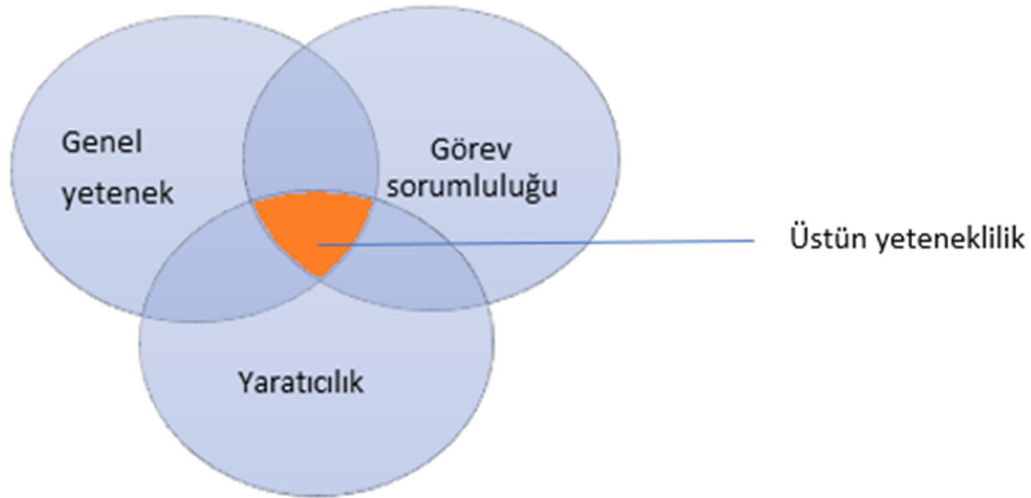 Genel
yetenek
Görev
sorumluluğu
Üstün yeteneklilik
Yaratıcılık